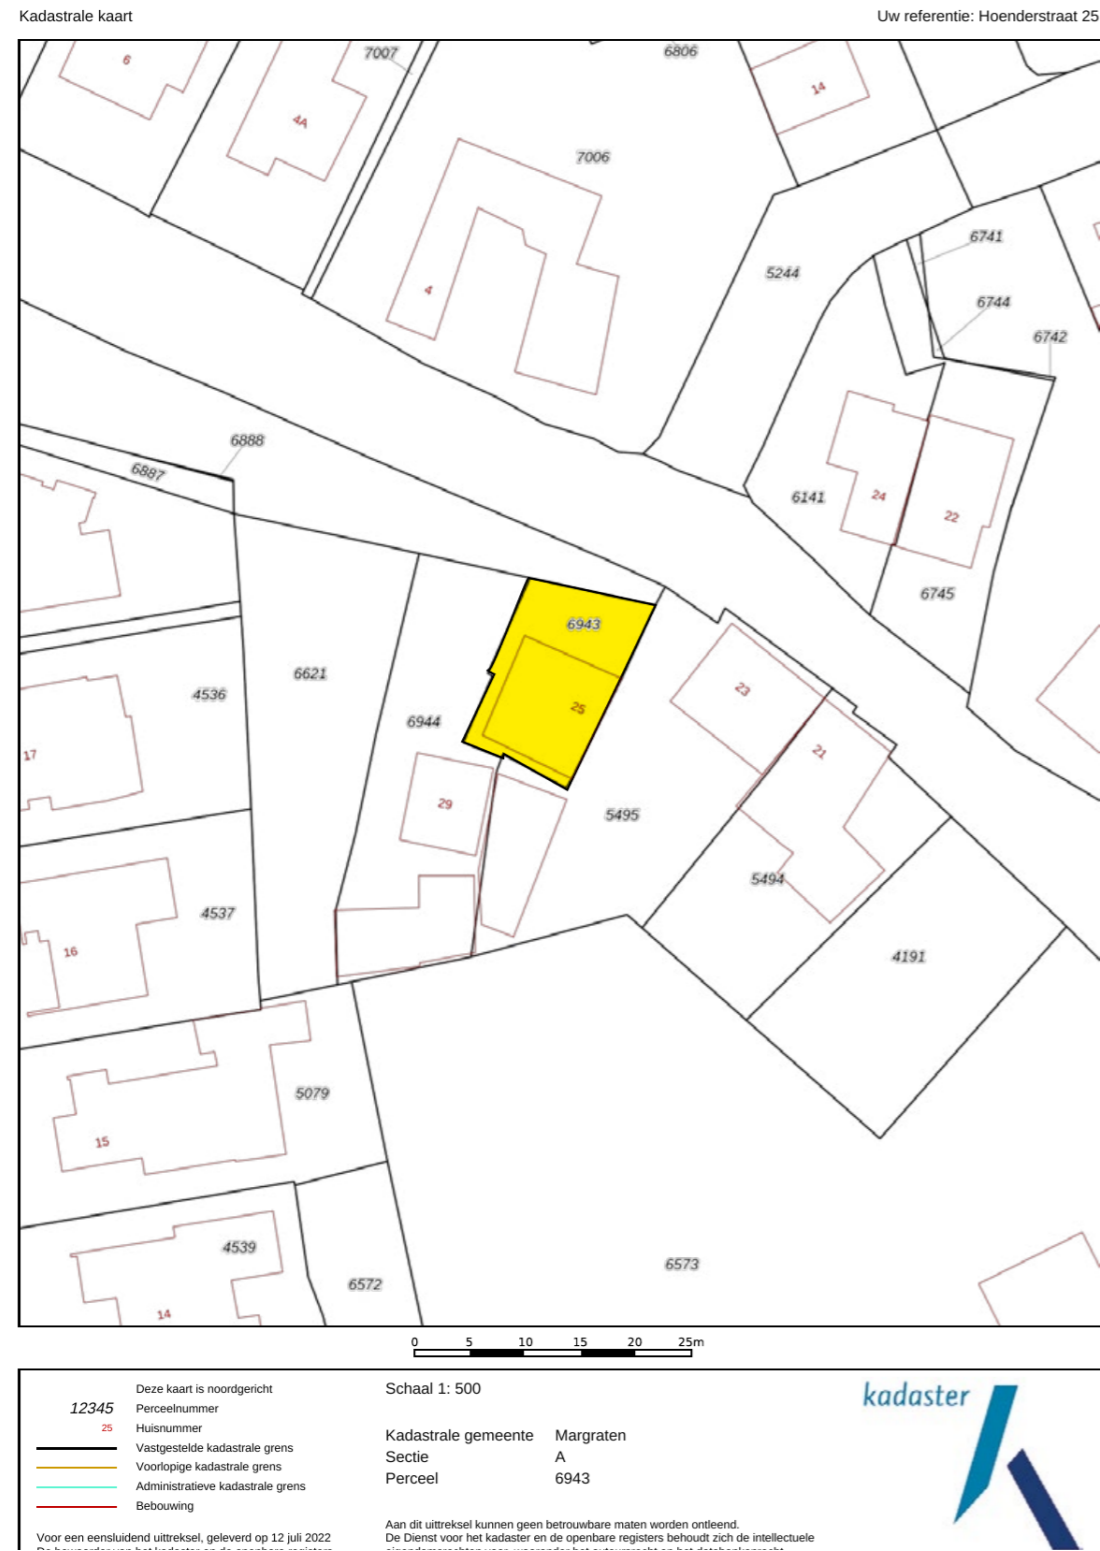 Kadastrale kaart
Uw referentie: Hoenderstraat 25
6
7007
6806
14
4A
7006
6741
5244
4
6744
6742
6888
6887
24
6141
22
6745
6943
6621
4536
23
25
6944
21
17
29
5495
5494
4537
16
4191
5079
15
4539
6573
6572
14
0 5 10 15 20 25m
Deze kaart is noordgericht
12345 Perceelnummer
25 Huisnummer
Vastgestelde kadastrale grens
Voorlopige kadastrale grens
Administratieve kadastrale grens
Bebouwing
Schaal 1: 500
Kadastrale gemeente Margraten
Sectie A
Perceel 6943
kadaster
Voor een eensluidend uittreksel, geleverd op 12 juli 2022
Aan dit uittreksel kunnen geen betrouwbare maten worden ontleend.
De Dienst voor het kadaster en de openbare registers behoudt zich de intellectuele